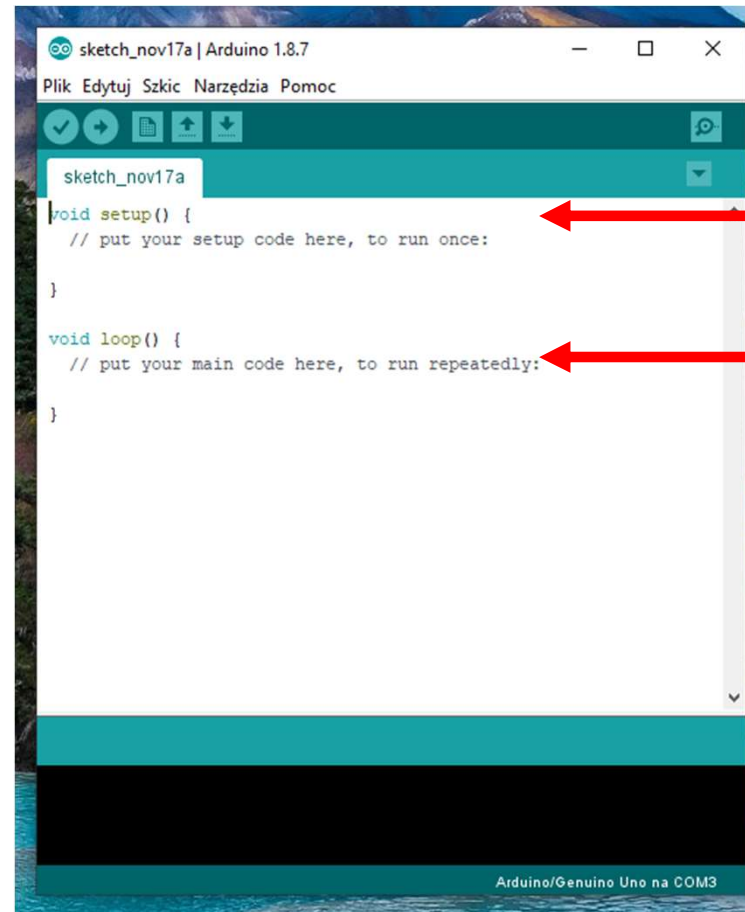 sketch_nov17a | Arduino 1.8.7
Plik Edytuj Szkic Narzędzia Pomoc
sketch_nov17a
void setup() {
// put your setup code here, to run once:
}
void loop() {
// put your main code here, to run repeatedly:
}
Arduino/Genuino Uno na COM3